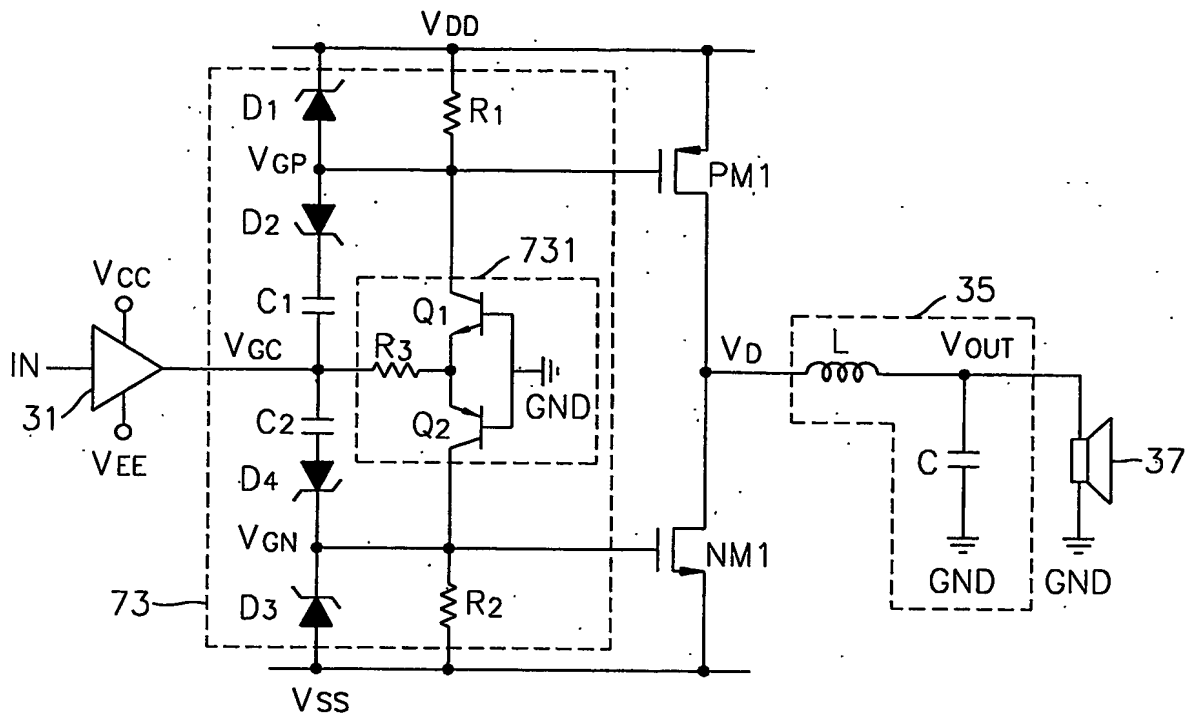 VDD
D1
R1
VGP
PM1
D2
731
VCC
C1
Q1
35
IN
VGC
R3
VD
L
VOUT
31
C2
Q2
GND
VEE
D4
C
37
VGN
NM1
GND
GND
73
D3
R2
VSS